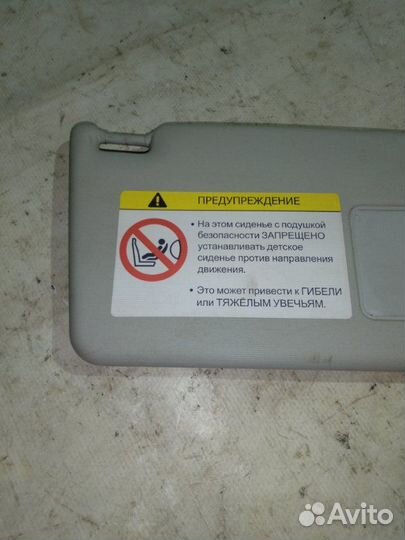 ПРЕДУПРЕЖДЕНИЕ
• На этом сиденье с подушкой
безопасности ЗАПРЕЩЕНО
устанавливать детское
сиденье против направления
движения.
• Это может привести к ГИБЕЛИ
или ТЯЖЁЛЫМ УВЕЧЬЯМ.
Avito